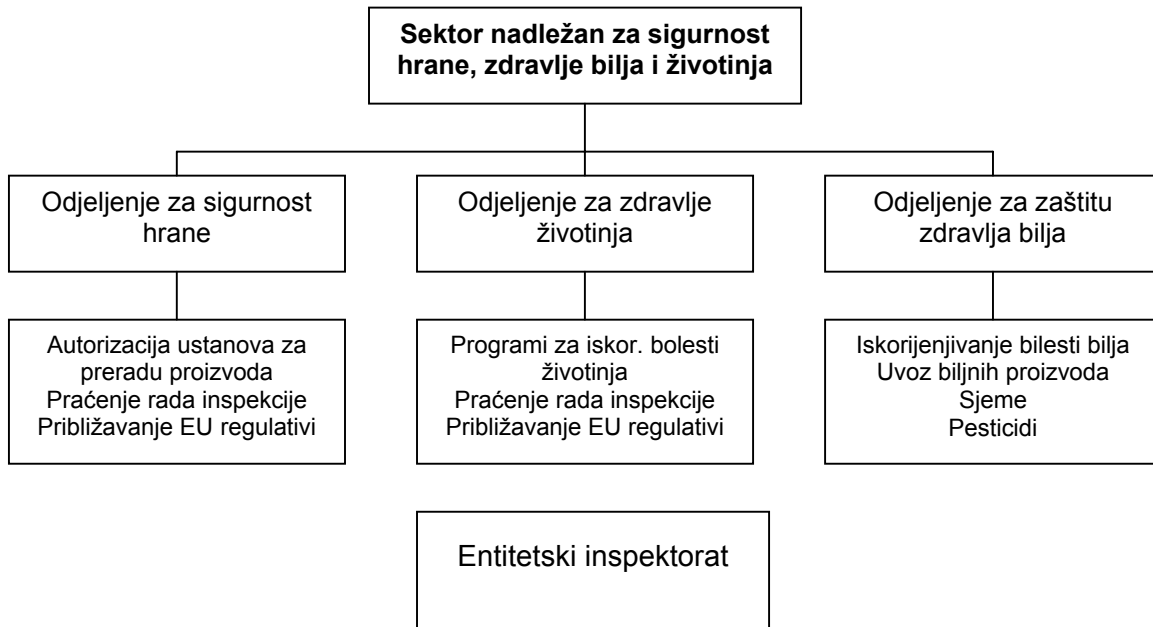 Sektor nadležan za sigurnost
hrane, zdravlje bilja i životinja
Odjeljenje za sigurnost
hrane
Odjeljenje za zdravlje
životinja
Odjeljenje za zaštitu
zdravlja bilja
Autorizacija ustanova za
preradu proizvoda
Praćenje rada inspekcije
Približavanje EU regulativi
Programi za iskor. bolesti
životinja
Praćenje rada inspekcije
Približavanje EU regulativi
Iskorijenjivanje bilesti bilja
Uvoz biljnih proizvoda
Sjeme
Pesticidi
Entitetski inspektorat